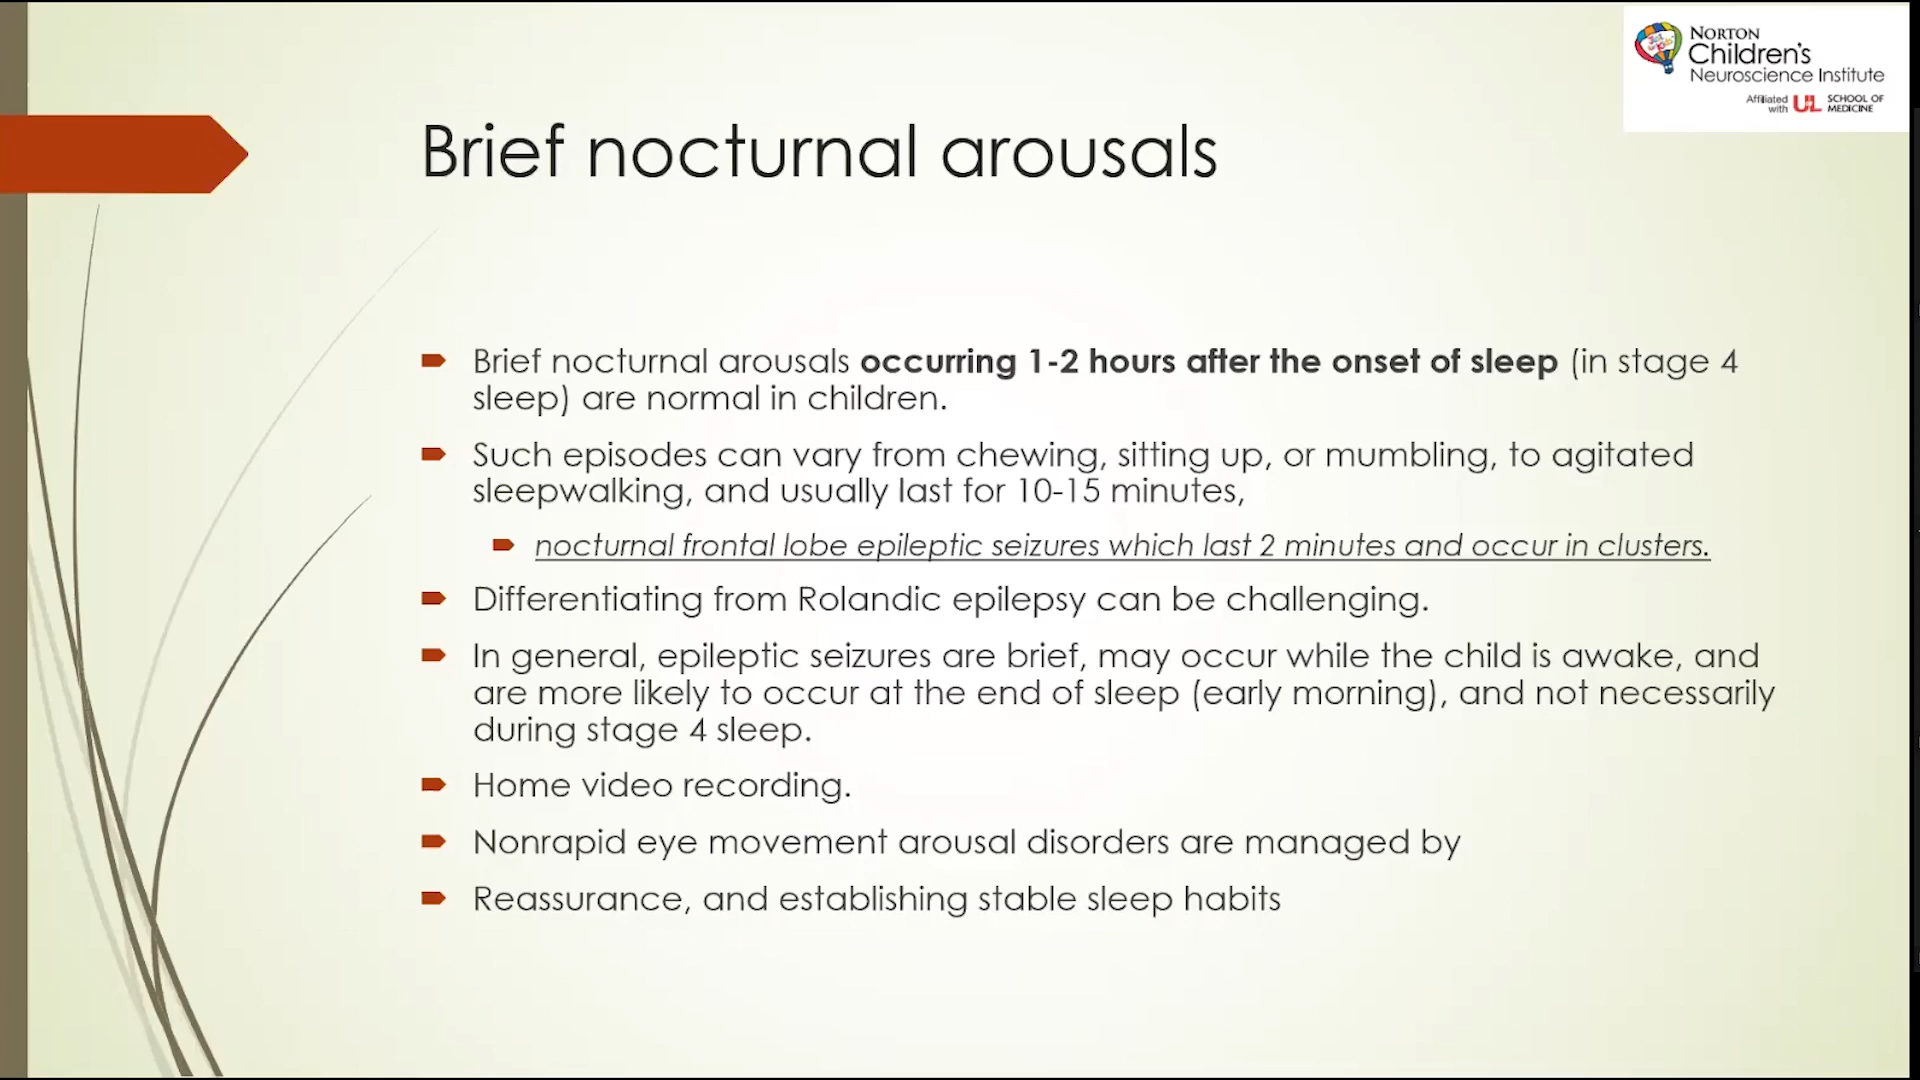 NORTON
Children's
Neuroscience Institute
Affiliated with UofL SCHOOL OF MEDICINE
Brief nocturnal arousals
Brief nocturnal arousals occurring 1-2 hours after the onset of sleep (in stage 4
sleep) are normal in children.
Such episodes can vary from chewing, sitting up, or mumbling, to agitated
sleepwalking, and usually last for 10-15 minutes,
nocturnal frontal lobe epileptic seizures which last 2 minutes and occur in clusters.
Differentiating from Rolandic epilepsy can be challenging.
In general, epileptic seizures are brief, may occur while the child is awake, and
are more likely to occur at the end of sleep (early morning), and not necessarily
during stage 4 sleep.
Home video recording.
Nonrapid eye movement arousal disorders are managed by
Reassurance, and establishing stable sleep habits